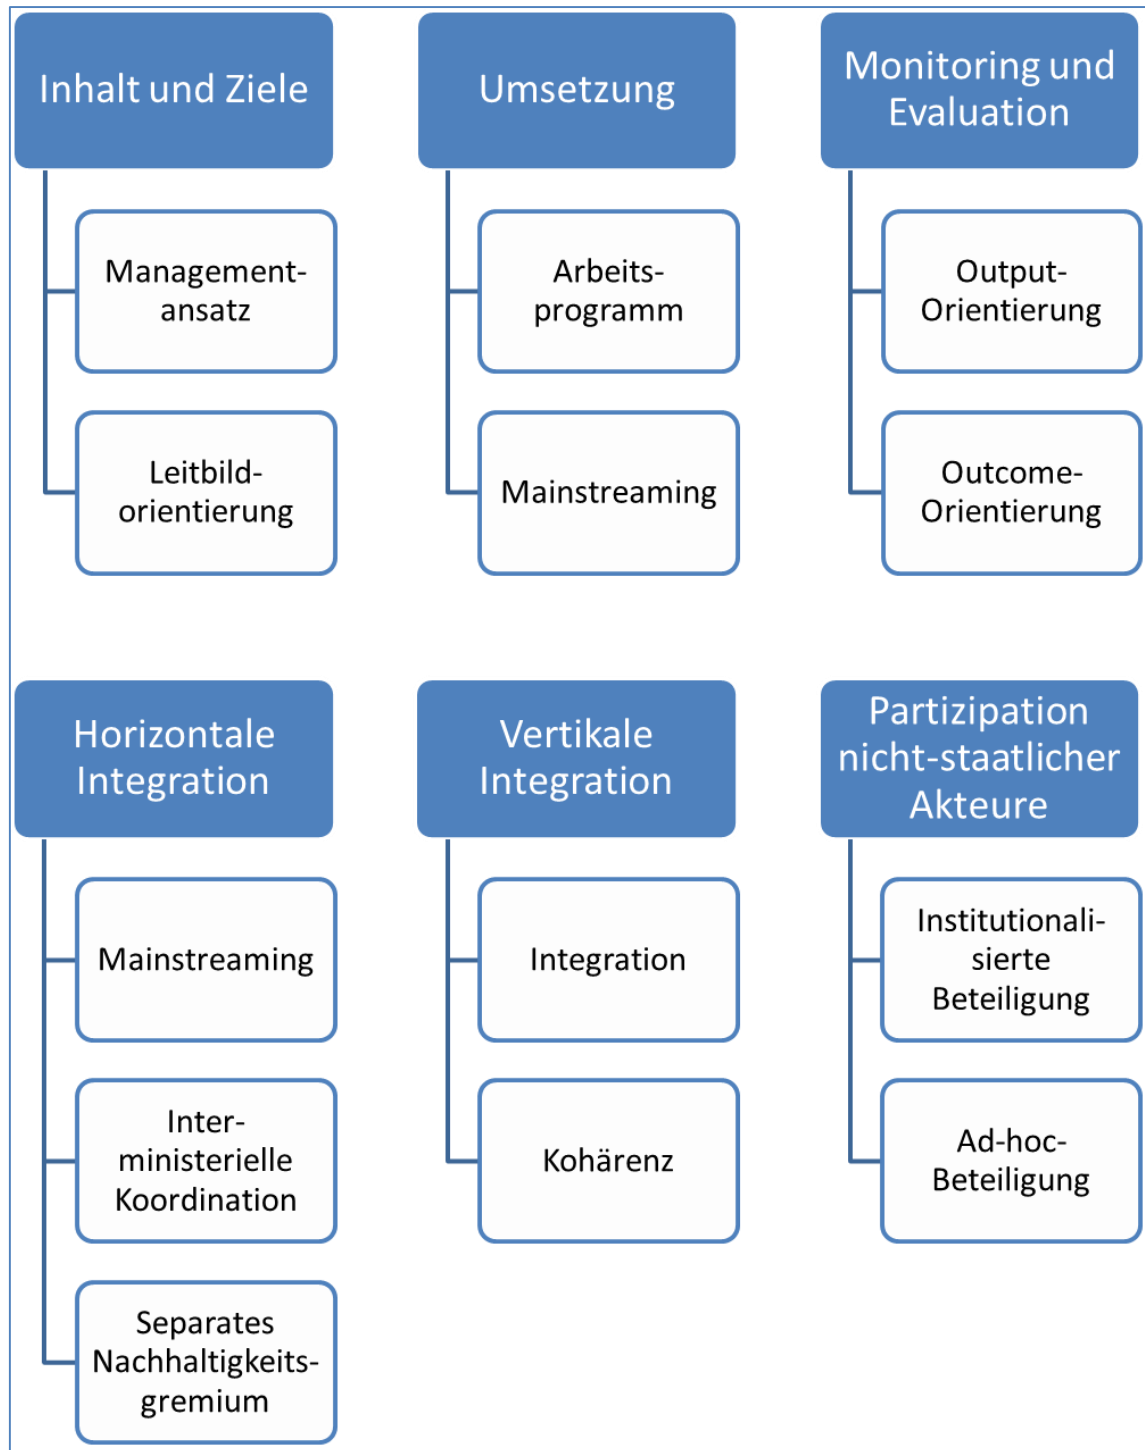 Inhalt und Ziele
Management-
ansatz
Leitbild-
orientierung
Umsetzung
Arbeits-
programm
Mainstreaming
Monitoring und
Evaluation
Output-
Orientierung
Outcome-
Orientierung
Horizontale
Integration
Mainstreaming
Inter-
ministerielle
Koordination
Separates
Nachhaltigkeits-
gremium
Vertikale
Integration
Integration
Kohärenz
Partizipation
nicht-staatlicher
Akteure
Institutionali-
sierte
Beteiligung
Ad-hoc-
Beteiligung